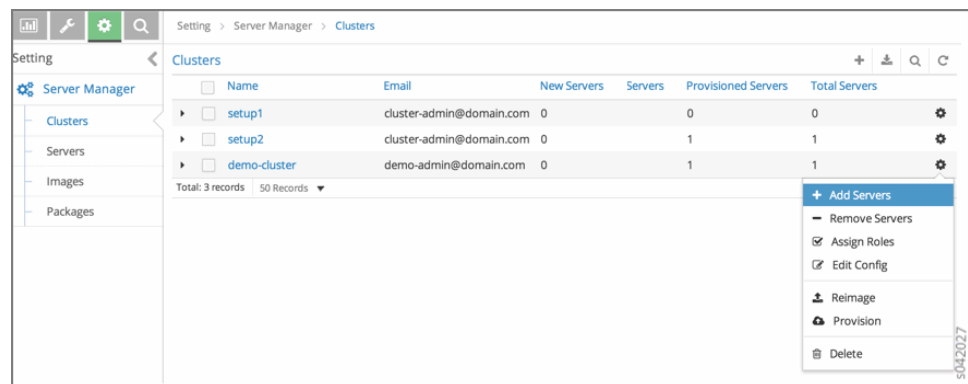 Setting > Server Manager > Clusters
Setting
Server Manager
Clusters
Servers
Images
Packages
Clusters
Name Email New Servers Servers Provisioned Servers Total Servers
setup1 cluster-admin@domain.com 0 0 0
setup2 cluster-admin@domain.com 0 1 1
demo-cluster demo-admin@domain.com 0 1 1
Total: 3 records 50 Records
Add Servers
Remove Servers
Assign Roles
Edit Config
Reimage
Provision
Delete
s042027